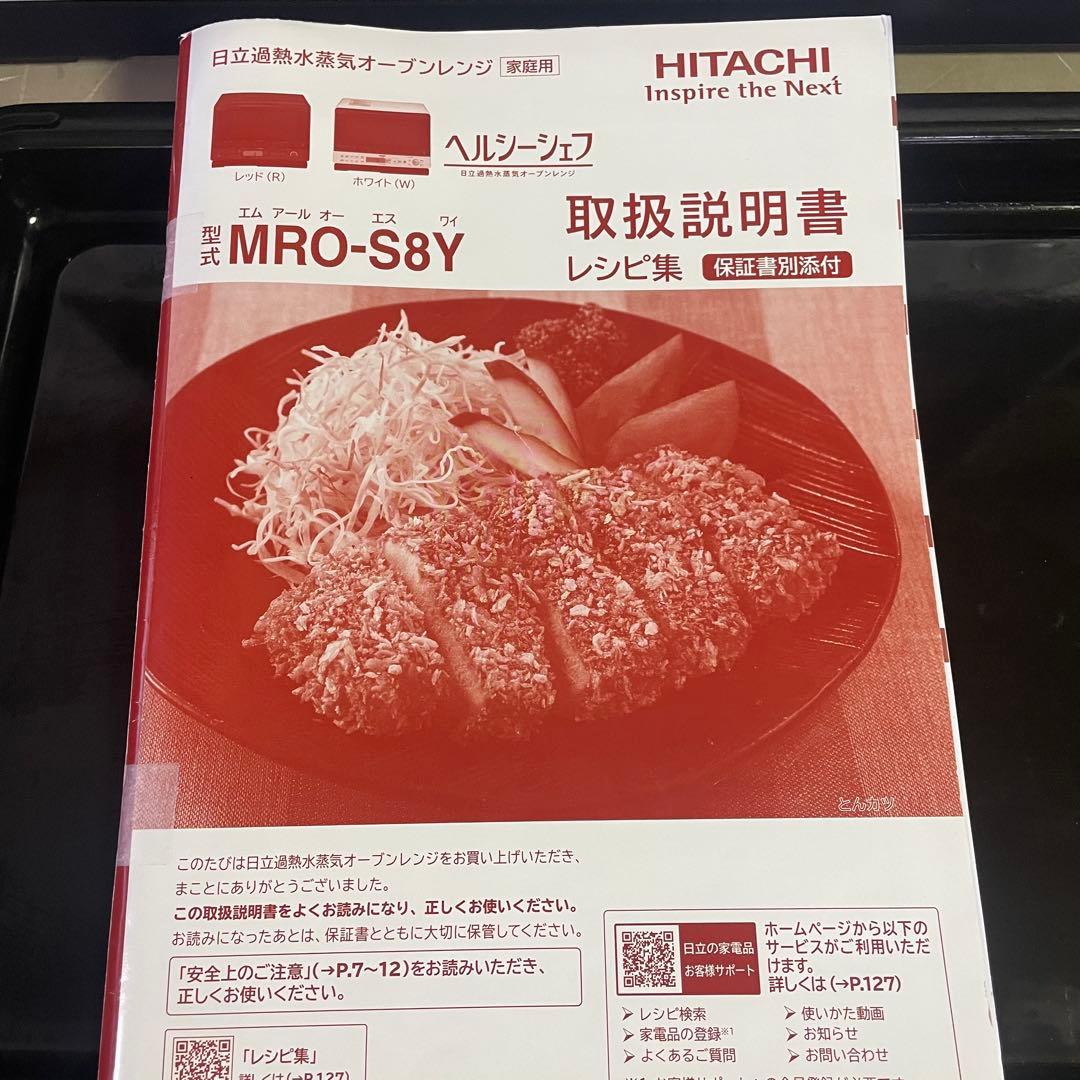 日立過熱水蒸気オーブンレンジ 家庭用
HITACHI
Inspire the Next
レッド(R)
ホワイト(W)
ヘルシーシェフ
日立過熱水蒸気オーブンレンジ
エム アール オー エス ワイ
型式 MRO-S8Y
取扱説明書
レシピ集 保証書別添付
とんカツ
このたびは日立過熱水蒸気オーブンレンジをお買い上げいただき、
まことにありがとうございました。
この取扱説明書をよくお読みになり、正しくお使いください。
お読みになったあとは、保証書とともに大切に保管してください。
「安全上のご注意」(→P.7〜12)をお読みいただき、
正しくお使いください。
「レシピ集」
詳しくは(→P.127)
日立の家電品
お客様サポート
ホームページから以下の
サービスがご利用いただ
けます。
詳しくは(→P.127)
レシピ検索
家電品の登録※1
よくあるご質問
使いかた動画
お知らせ
お問い合わせ